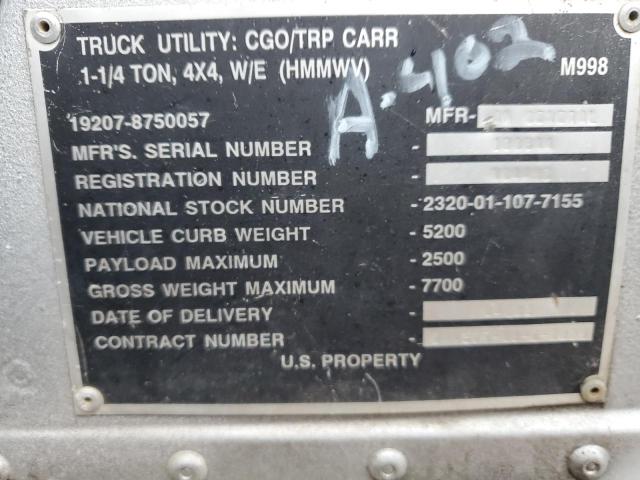 TRUCK UTILITY: CGO/TRP CARR
1-1/4 TON, 4X4, W/E (HMMWV) M998
A-402
19207-8750057 MFR-
MFR'S. SERIAL NUMBER -
REGISTRATION NUMBER -
NATIONAL STOCK NUMBER - 2320-01-107-7155
VEHICLE CURB WEIGHT - 5200
PAYLOAD MAXIMUM - 2500
GROSS WEIGHT MAXIMUM - 7700
DATE OF DELIVERY -
CONTRACT NUMBER -
U.S. PROPERTY